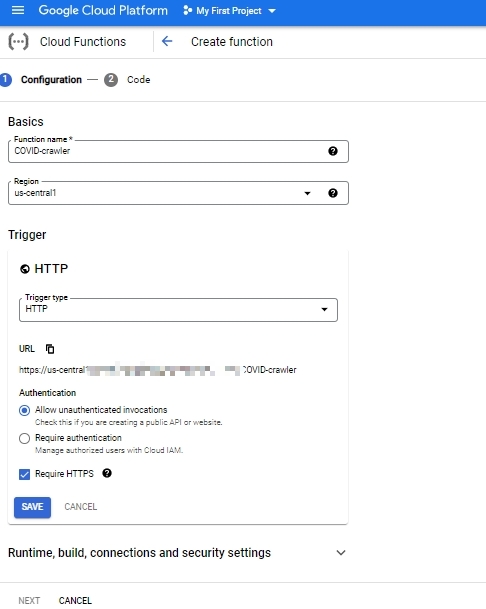 Google Cloud Platform My First Project
Cloud Functions Create function
1 Configuration — 2 Code
Basics
Function name *
COVID-crawler
Region
us-central1
Trigger
HTTP
Trigger type
HTTP
URL
https://us-central1 COVID-crawler
Authentication
Allow unauthenticated invocations
Check this if you are creating a public API or website.
Require authentication
Manage authorized users with Cloud IAM.
Require HTTPS
SAVE CANCEL
Runtime, build, connections and security settings
NEXT CANCEL